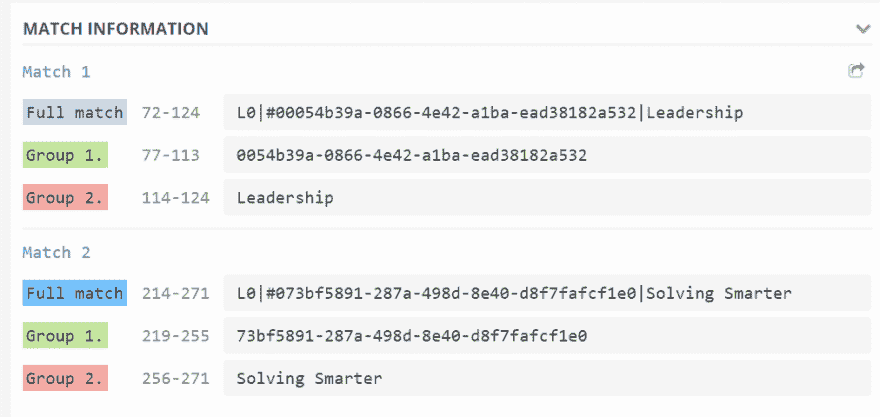 MATCH INFORMATION
Match 1
Full match 72-124 L0|#00054b39a-0866-4e42-a1ba-ead38182a532|Leadership
Group 1. 77-113 0054b39a-0866-4e42-a1ba-ead38182a532
Group 2. 114-124 Leadership
Match 2
Full match 214-271 L0|#073bf5891-287a-498d-8e40-d8f7fafcf1e0|Solving Smarter
Group 1. 219-255 73bf5891-287a-498d-8e40-d8f7fafcf1e0
Group 2. 256-271 Solving Smarter